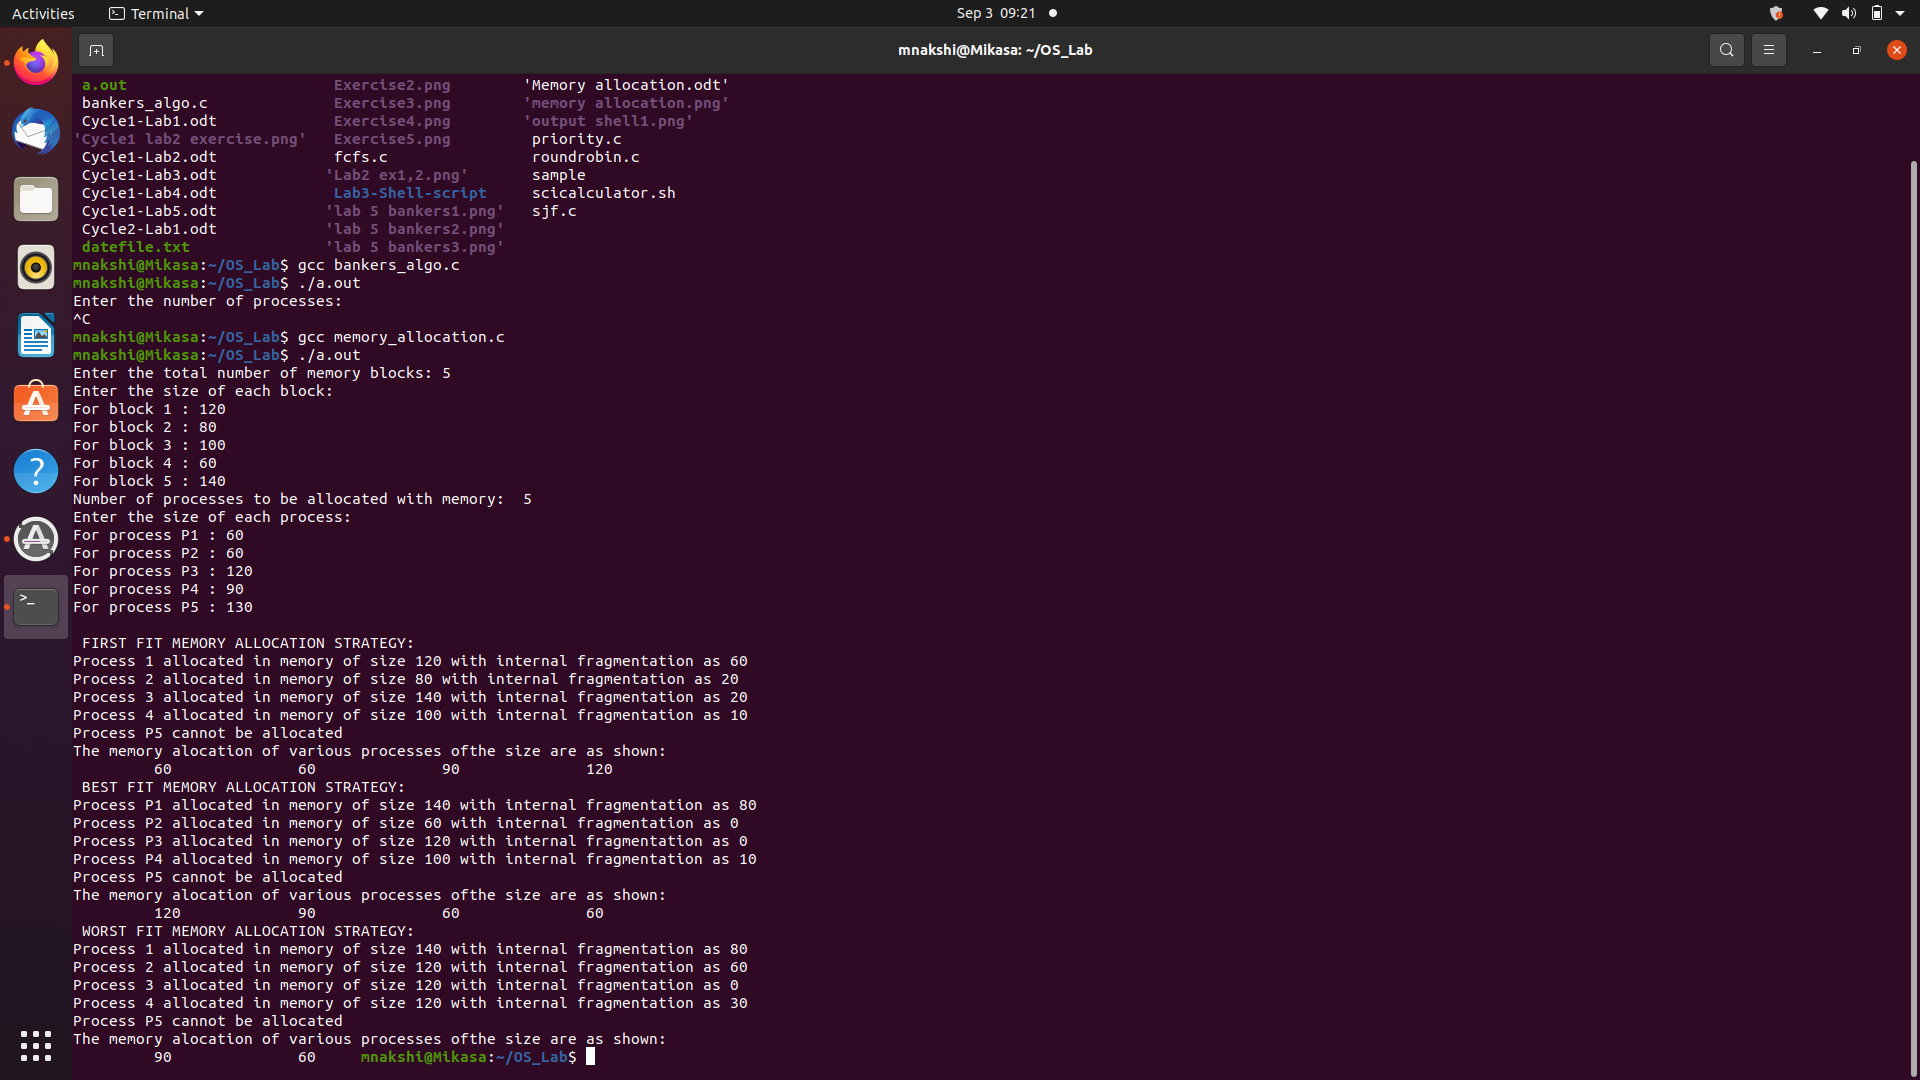 Activities Terminal Sep 3 09:21
mnakshi@Mikasa: ~/OS_Lab
a.out Exercise2.png 'Memory allocation.odt'
bankers_algo.c Exercise3.png 'memory allocation.png'
Cycle1-Lab1.odt Exercise4.png 'output shell1.png'
'Cycle1 lab2 exercise.png' Exercise5.png priority.c
Cycle1-Lab2.odt fcfs.c roundrobin.c
Cycle1-Lab3.odt 'Lab2 ex1,2.png' sample
Cycle1-Lab4.odt Lab3-Shell-script scicalculator.sh
Cycle1-Lab5.odt 'lab 5 bankers1.png' sjf.c
Cycle2-Lab1.odt 'lab 5 bankers2.png'
datefile.txt 'lab 5 bankers3.png'
mnakshi@Mikasa:~/OS_Lab$ gcc bankers_algo.c
mnakshi@Mikasa:~/OS_Lab$ ./a.out
Enter the number of processes:
^C
mnakshi@Mikasa:~/OS_Lab$ gcc memory_allocation.c
mnakshi@Mikasa:~/OS_Lab$ ./a.out
Enter the total number of memory blocks: 5
Enter the size of each block:
For block 1 : 120
For block 2 : 80
For block 3 : 100
For block 4 : 60
For block 5 : 140
Number of processes to be allocated with memory: 5
Enter the size of each process:
For process P1 : 60
For process P2 : 60
For process P3 : 120
For process P4 : 90
For process P5 : 130
FIRST FIT MEMORY ALLOCATION STRATEGY:
Process 1 allocated in memory of size 120 with internal fragmentation as 60
Process 2 allocated in memory of size 80 with internal fragmentation as 20
Process 3 allocated in memory of size 140 with internal fragmentation as 20
Process 4 allocated in memory of size 100 with internal fragmentation as 10
Process P5 cannot be allocated
The memory alocation of various processes ofthe size are as shown:
60 60 90 120
BEST FIT MEMORY ALLOCATION STRATEGY:
Process P1 allocated in memory of size 140 with internal fragmentation as 80
Process P2 allocated in memory of size 60 with internal fragmentation as 0
Process P3 allocated in memory of size 120 with internal fragmentation as 0
Process P4 allocated in memory of size 100 with internal fragmentation as 10
Process P5 cannot be allocated
The memory alocation of various processes ofthe size are as shown:
120 90 60 60
WORST FIT MEMORY ALLOCATION STRATEGY:
Process 1 allocated in memory of size 140 with internal fragmentation as 80
Process 2 allocated in memory of size 120 with internal fragmentation as 60
Process 3 allocated in memory of size 120 with internal fragmentation as 0
Process 4 allocated in memory of size 120 with internal fragmentation as 30
Process P5 cannot be allocated
The memory alocation of various processes ofthe size are as shown:
90 60 mnakshi@Mikasa:~/OS_Lab$